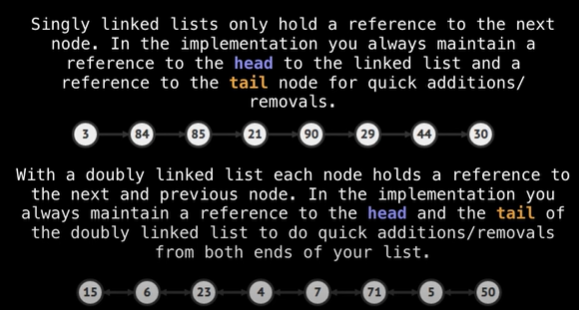 Singly linked lists only hold a reference to the next
node. In the implementation you always maintain a
reference to the head to the linked list and a
reference to the tail node for quick additions/
removals.
3 84 85 21 90 29 44 30
With a doubly linked list each node holds a reference to
the next and previous node. In the implementation you
always maintain a reference to the head and the tail of
the doubly linked list to do quick additions/removals
from both ends of your list.
15 6 23 4 7 71 5 50